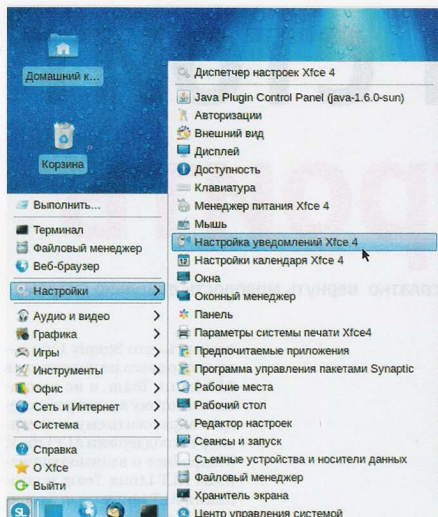 Домашний к...
Корзина
Выполнить...
Терминал
Файловый менеджер
Веб-браузер
Настройки
Аудио и видео
Графика
Игры
Инструменты
Офис
Сеть и Интернет
Система
Справка
О Xfce
Выйти
Диспетчер настроек Xfce 4
Java Plugin Control Panel (java-1.6.0-sun)
Авторизации
Внешний вид
Дисплей
Доступность
Клавиатура
Менеджер питания Xfce 4
Мышь
Настройка уведомлений Xfce 4
12 Настройки календаря Xfce 4
Окна
Оконный менеджер
Панель
Параметры системы печати Xfce4
Предпочитаемые приложения
Программа управления пакетами Synaptic
Рабочие места
Рабочий стол
Редактор настроек
Сеансы и запуск
Съемные устройства и носители данных
Файловый менеджер
Хранитель экрана
SL Центр управления системой
SL